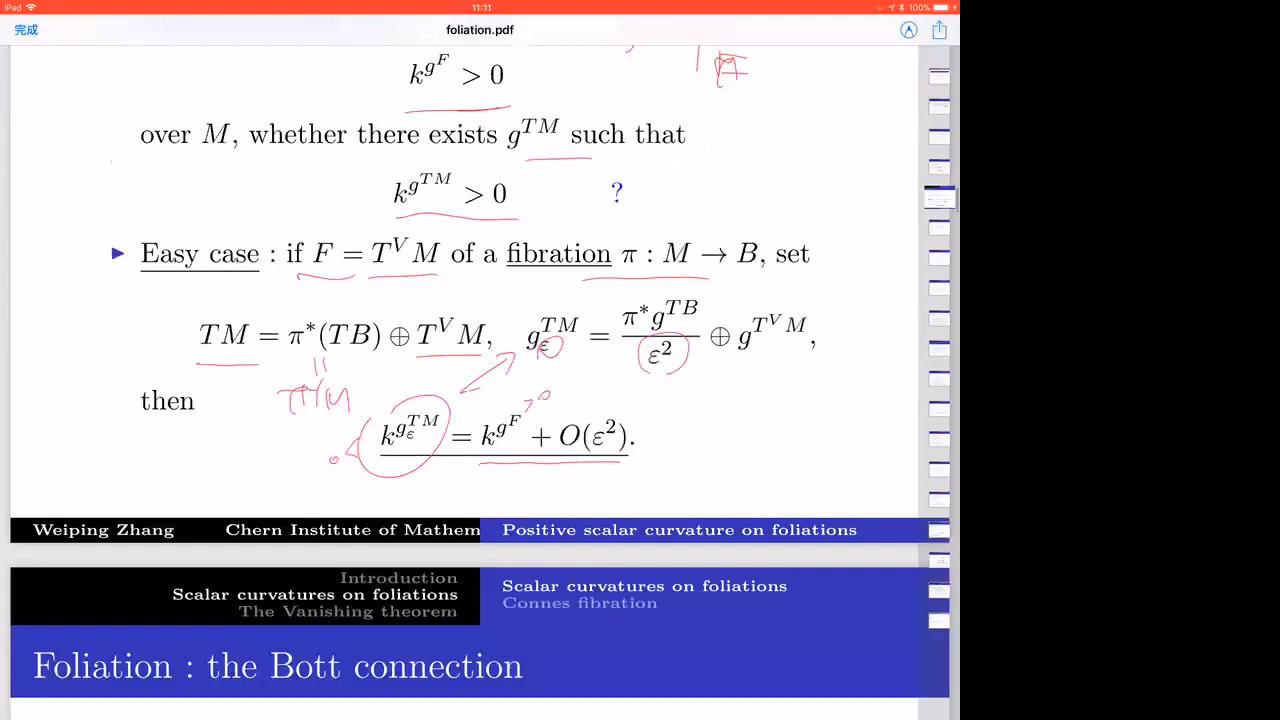 iPad 11:11 100%
完成 foliation.pdf
k^{g^F} > 0
over M, whether there exists g^{TM} such that
k^{g^{TM}} > 0 ?
Easy case : if F = T^V M of a fibration π : M → B, set
TM = π*(TB) ⊕ T^V M, g_ε^{TM} = π*g^{TB} / ε² ⊕ g^{T^V M},
then
k^{g_ε^{TM}} = k^{g^F} + O(ε²).
Weiping Zhang Chern Institute of Mathem Positive scalar curvature on foliations
Introduction
Scalar curvatures on foliations
The Vanishing theorem
Scalar curvatures on foliations
Connes fibration
Foliation : the Bott connection